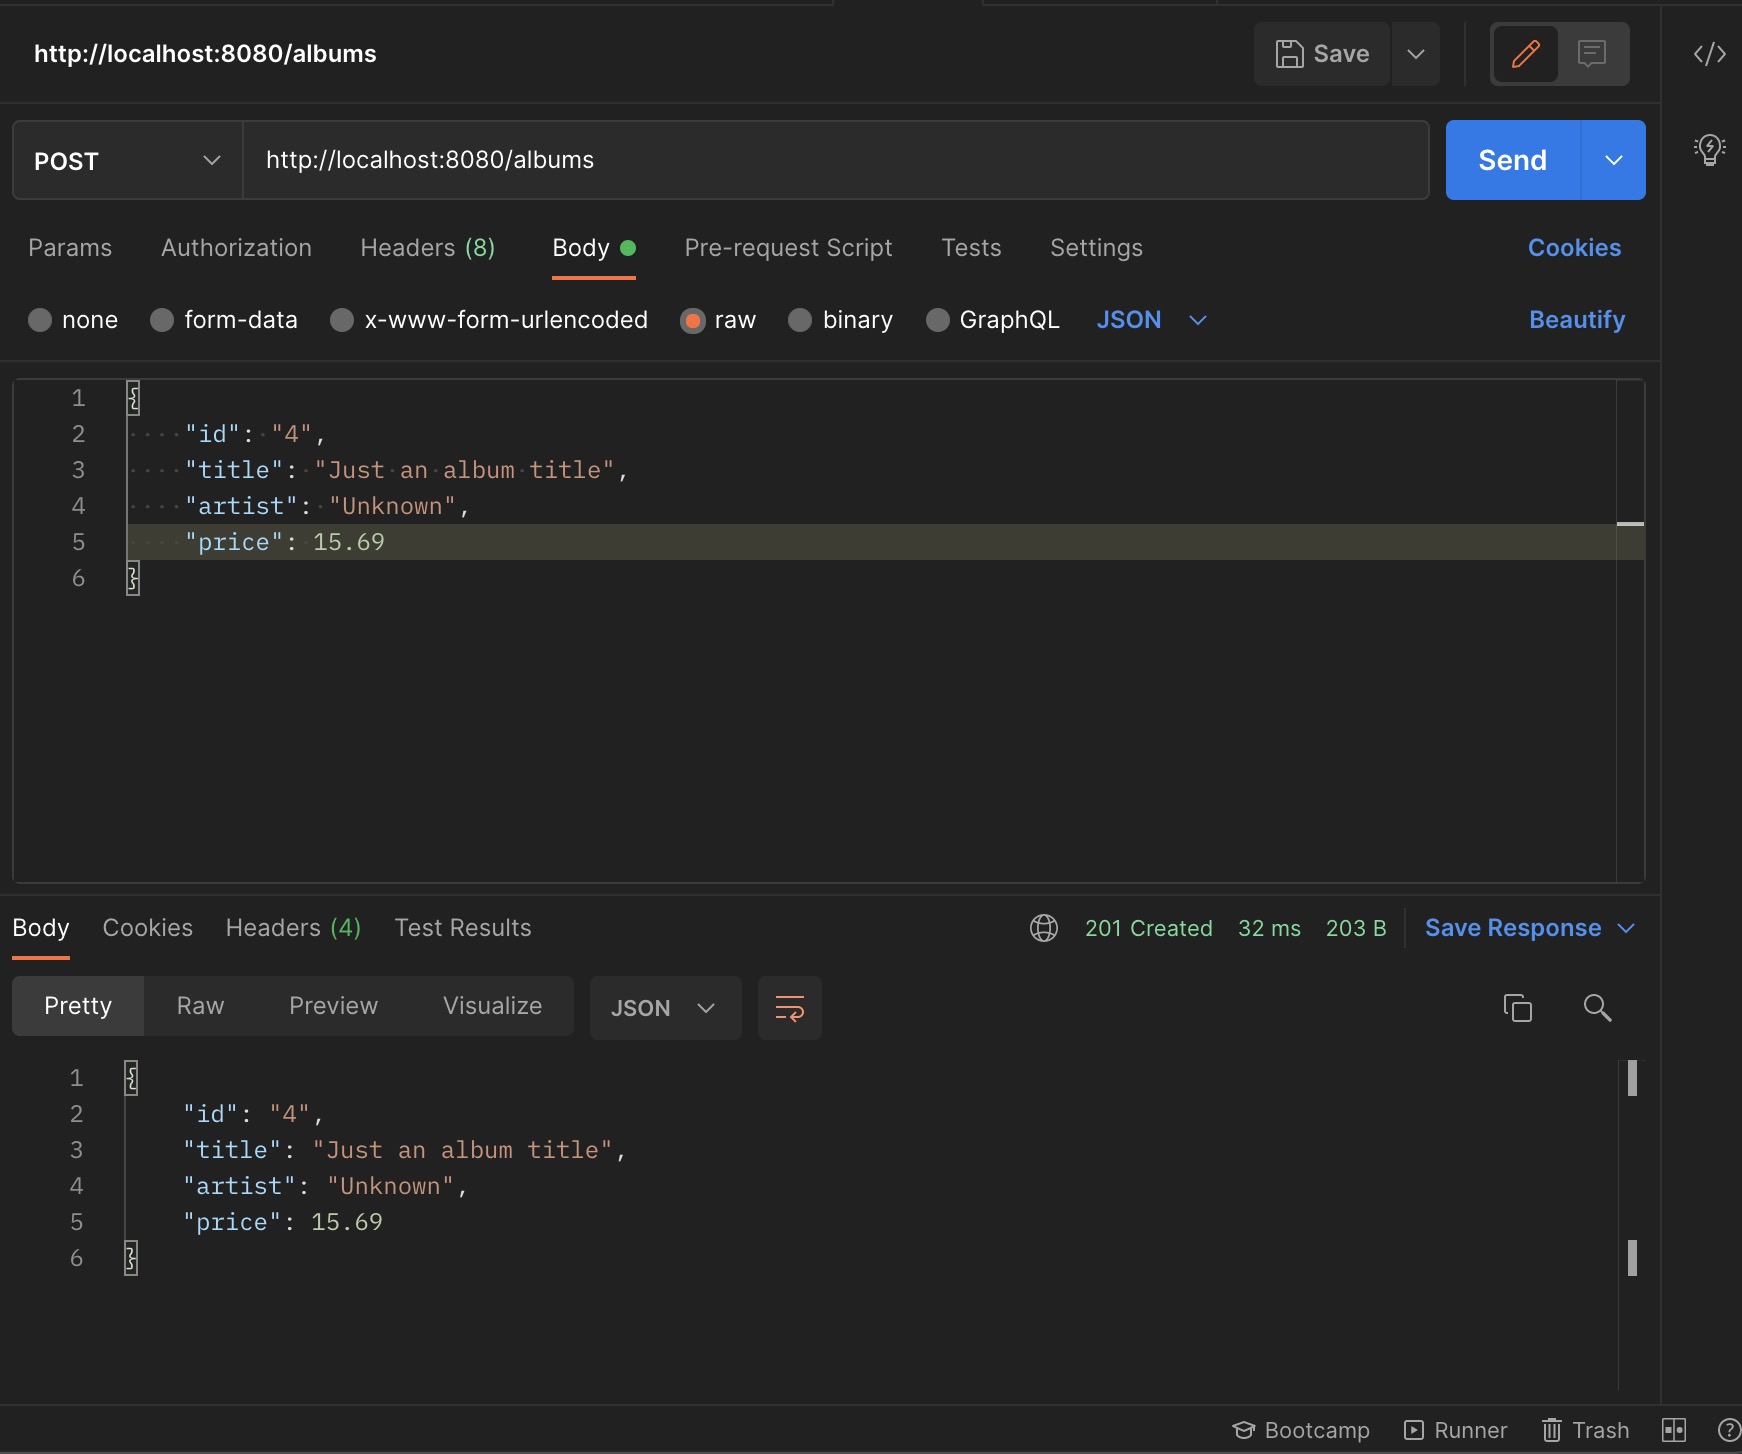 http://localhost:8080/albums
Save
POST
http://localhost:8080/albums
Send
Params Authorization Headers (8) Body Pre-request Script Tests Settings Cookies
none form-data x-www-form-urlencoded raw binary GraphQL JSON Beautify
1 {
2 "id": "4",
3 "title": "Just an album title",
4 "artist": "Unknown",
5 "price": 15.69
6 }
Body Cookies Headers (4) Test Results 201 Created 32 ms 203 B Save Response
Pretty Raw Preview Visualize JSON
1 {
2 "id": "4",
3 "title": "Just an album title",
4 "artist": "Unknown",
5 "price": 15.69
6 }
Bootcamp Runner Trash